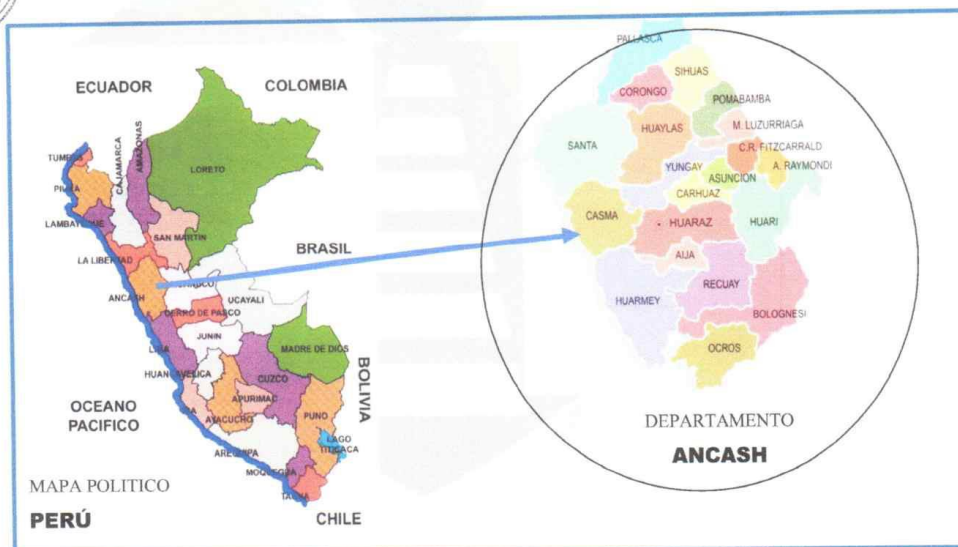 ECUADOR
COLOMBIA
TUMBES
PIURA
CAJAMARCA
AMAZONAS
LORETO
LAMBAYEQUE
SAN MARTIN
LA LIBERTAD
BRASIL
ANCASH
UCAYALI
CERRO DE PASCO
LIMA
JUNIN
MADRE DE DIOS
HUANCAVELICA
CUZCO
BOLIVIA
OCEANO
PACIFICO
ICA
APURIMAC
AYACUCHO
PUNO
LAGO
TITICACA
AREQUIPA
MOQUEGUA
TACNA
MAPA POLITICO
PERÚ
CHILE
PALLASCA
SIHUAS
CORONGO
POMABAMBA
HUAYLAS
M. LUZURRIAGA
SANTA
C.R. FITZCARRALD
YUNGAY
A. RAYMONDI
ASUNCION
CARHUAZ
CASMA
HUARAZ
HUARI
AIJA
RECUAY
HUARMEY
BOLOGNESI
OCROS
DEPARTAMENTO
ANCASH